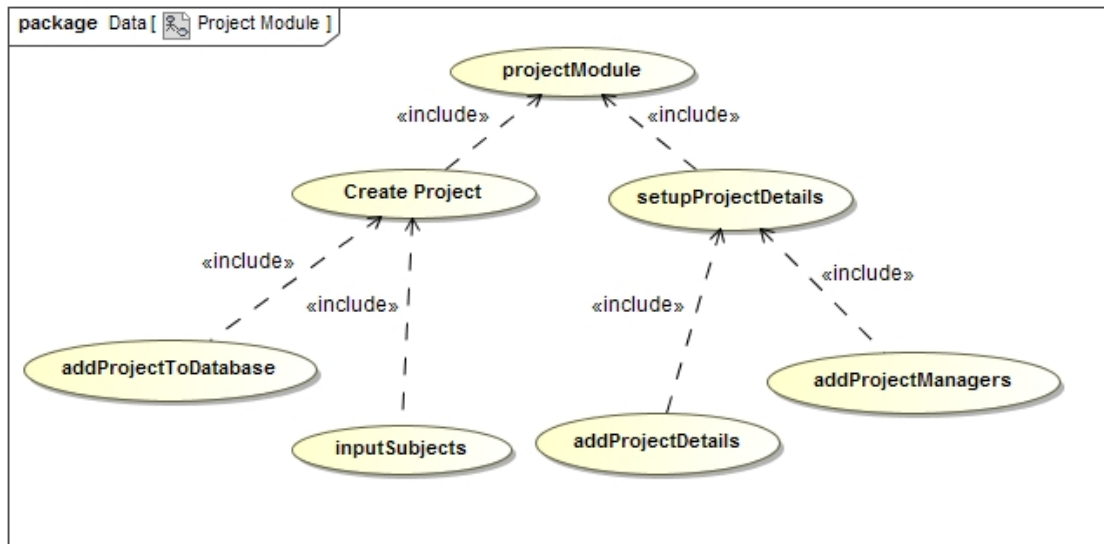 package Data [ Project Module ]
projectModule
«include»
«include»
Create Project
setupProjectDetails
«include»
«include»
«include»
«include»
addProjectToDatabase
addProjectManagers
inputSubjects
addProjectDetails